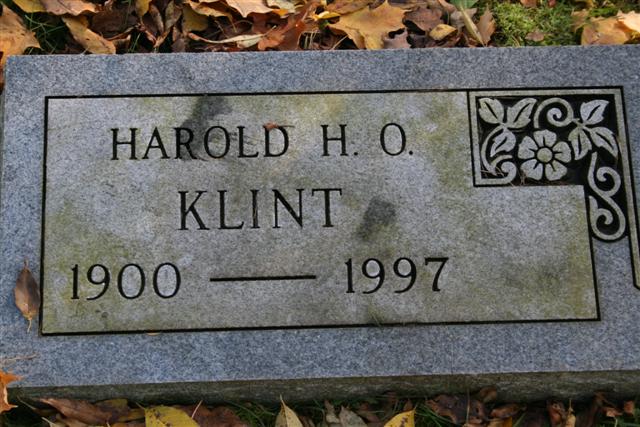 HAROLD H. O.
KLINT
1900 — 1997